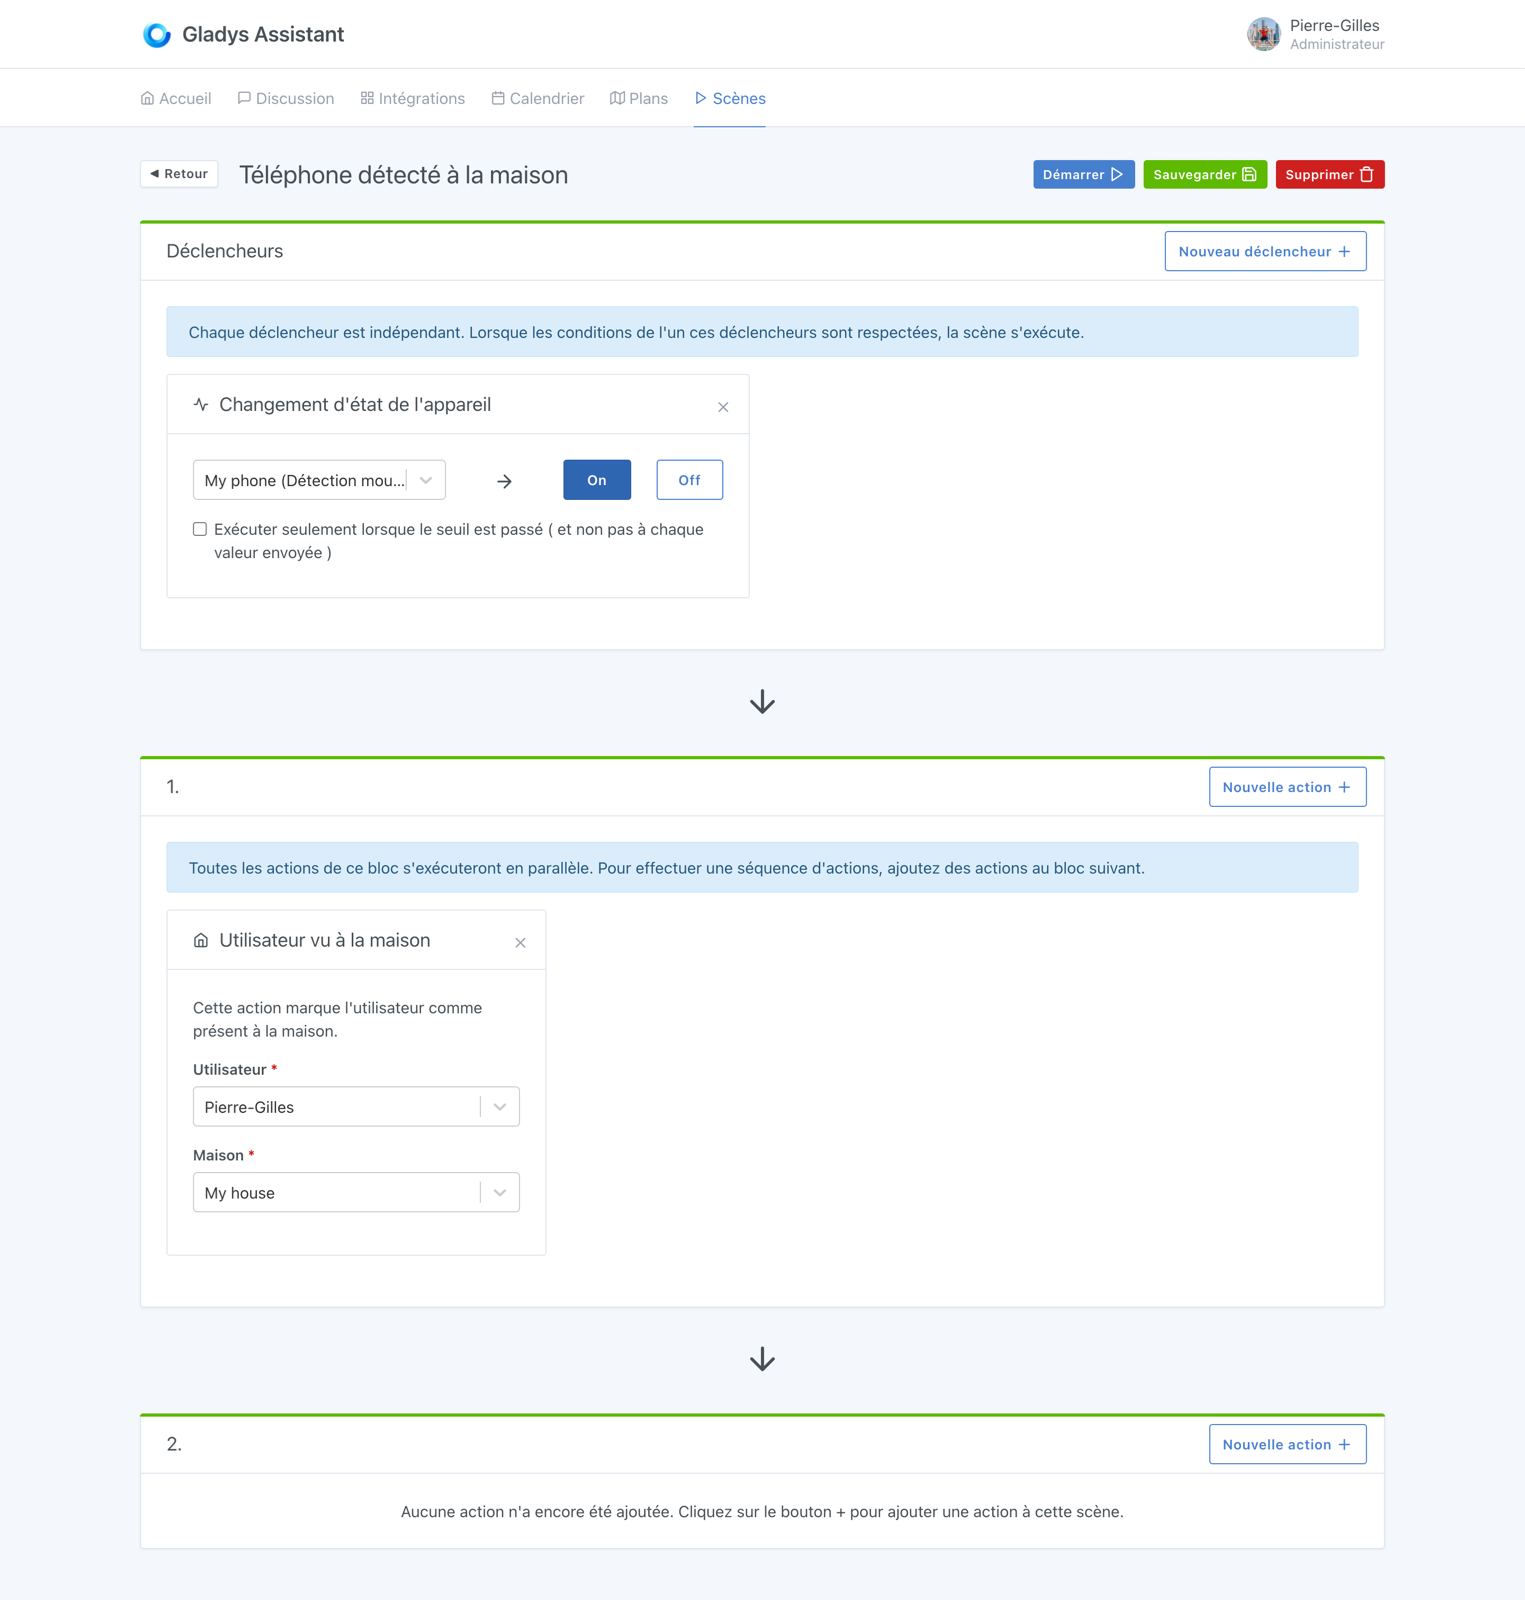 Gladys Assistant
Pierre-Gilles
Administrateur
Accueil
Discussion
Intégrations
Calendrier
Plans
Scènes
◄ Retour
Téléphone détecté à la maison
Démarrer
Sauvegarder
Supprimer
Déclencheurs
Nouveau déclencheur +
Chaque déclencheur est indépendant. Lorsque les conditions de l'un ces déclencheurs sont respectées, la scène s'exécute.
Changement d'état de l'appareil
My phone (Détection mou...
On
Off
Exécuter seulement lorsque le seuil est passé ( et non pas à chaque
valeur envoyée )
1.
Nouvelle action +
Toutes les actions de ce bloc s'exécuteront en parallèle. Pour effectuer une séquence d'actions, ajoutez des actions au bloc suivant.
Utilisateur vu à la maison
Cette action marque l'utilisateur comme
présent à la maison.
Utilisateur *
Pierre-Gilles
Maison *
My house
2.
Nouvelle action +
Aucune action n'a encore été ajoutée. Cliquez sur le bouton + pour ajouter une action à cette scène.